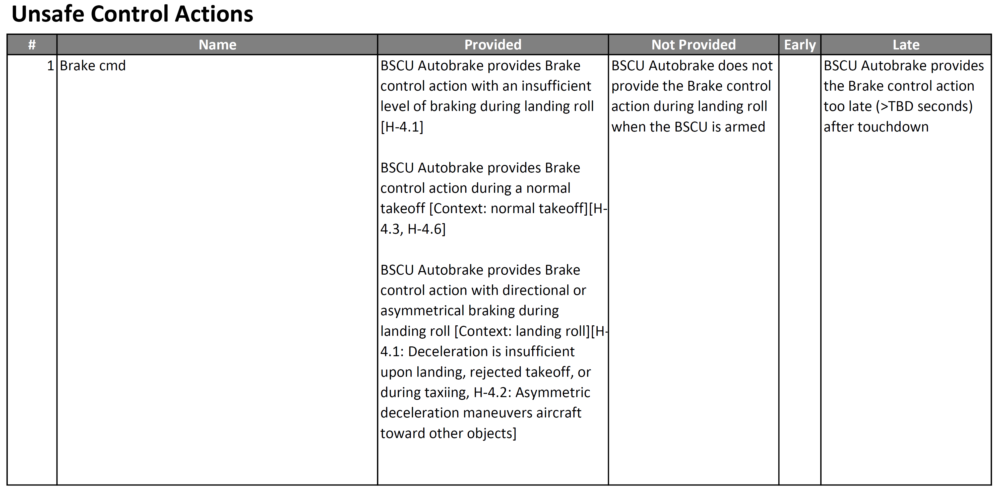 Unsafe Control Actions
# Name Provided Not Provided Early Late
1 Brake cmd
BSCU Autobrake provides Brake
control action with an insufficient
level of braking during landing roll
[H-4.1]
BSCU Autobrake provides Brake
control action during a normal
takeoff [Context: normal takeoff][H-
4.3, H-4.6]
BSCU Autobrake provides Brake
control action with directional or
asymmetrical braking during
landing roll [Context: landing roll][H-
4.1: Deceleration is insufficient
upon landing, rejected takeoff, or
during taxiing, H-4.2: Asymmetric
deceleration maneuvers aircraft
toward other objects]
BSCU Autobrake does not
provide the Brake control
action during landing roll
when the BSCU is armed
BSCU Autobrake provides
the Brake control action
too late (>TBD seconds)
after touchdown